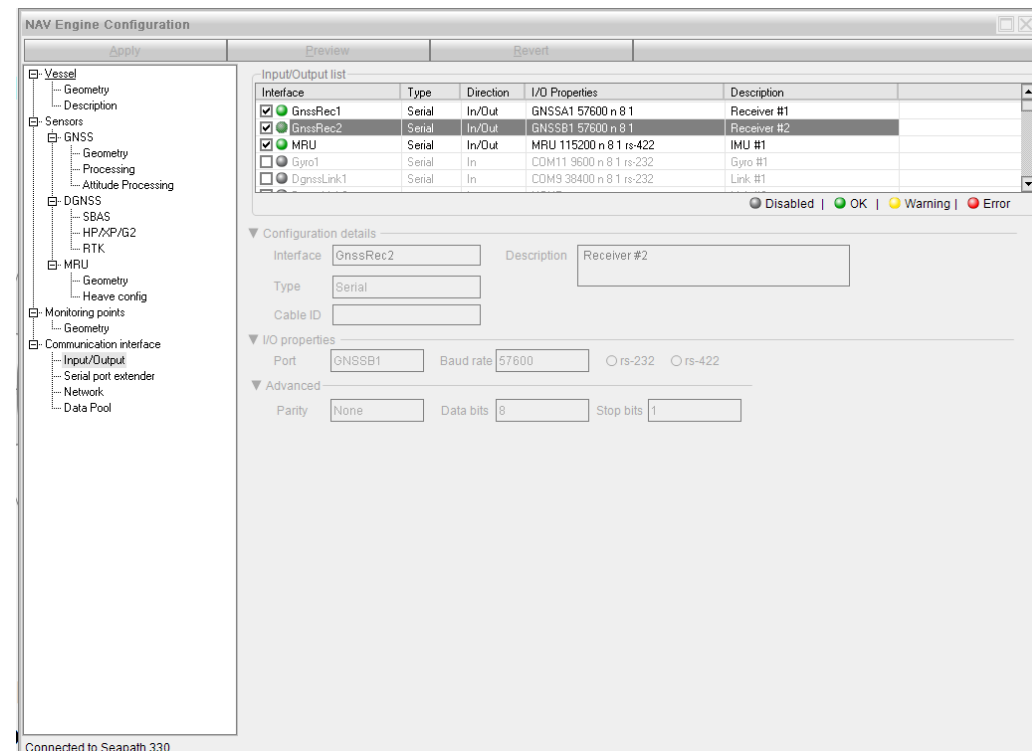 NAV Engine Configuration
Apply Preview Revert
Vessel
Geometry
Description
Sensors
GNSS
Geometry
Processing
Attitude Processing
DGNSS
SBAS
HP/XP/G2
RTK
MRU
Geometry
Heave config
Monitoring points
Geometry
Communication interface
Input/Output
Serial port extender
Network
Data Pool
Input/Output list
Interface Type Direction I/O Properties Description
GnssRec1 Serial In/Out GNSSA1 57600 n 8 1 Receiver #1
GnssRec2 Serial In/Out GNSSB1 57600 n 8 1 Receiver #2
MRU Serial In/Out MRU 115200 n 8 1 rs-422 IMU #1
Gyro1 Serial In COM11 9600 n 8 1 rs-232 Gyro #1
DgnssLink1 Serial In COM9 38400 n 8 1 rs-232 Link #1
Disabled | OK | Warning | Error
Configuration details
Interface GnssRec2 Description Receiver #2
Type Serial
Cable ID
I/O properties
Port GNSSB1 Baud rate 57600 rs-232 rs-422
Advanced
Parity None Data bits 8 Stop bits 1
Connected to Seapath 330